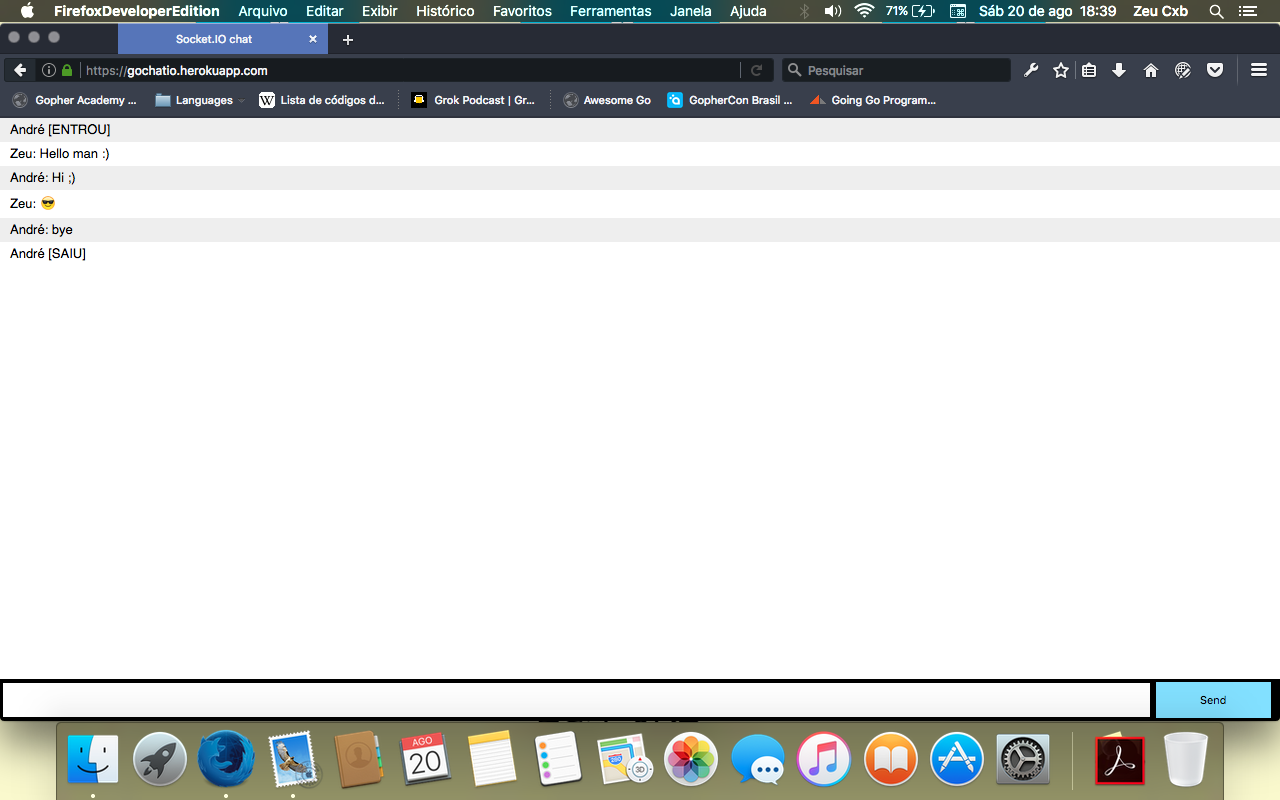 FirefoxDeveloperEdition Arquivo Editar Exibir Histórico Favoritos Ferramentas Janela Ajuda 71% Sáb 20 de ago 18:39 Zeu Cxb
Socket.IO chat
https://gochatio.herokuapp.com Pesquisar
Gopher Academy ... Languages W Lista de códigos d... Grok Podcast | Gr... Awesome Go GopherCon Brasil ... Going Go Program...
André [ENTROU]
Zeu: Hello man :)
André: Hi ;)
Zeu: 😎
André: bye
André [SAIU]
Send
AGO
20
280
3D